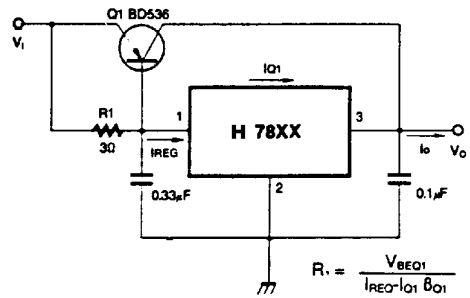 Q1 BD536
VI
IQ1
R1
1
H 78XX
3
3Ω
IREG
Io
VO
0.33μF
2
0.1μF
R1 = VBEQ1
IREQ-IQ1 βQ1